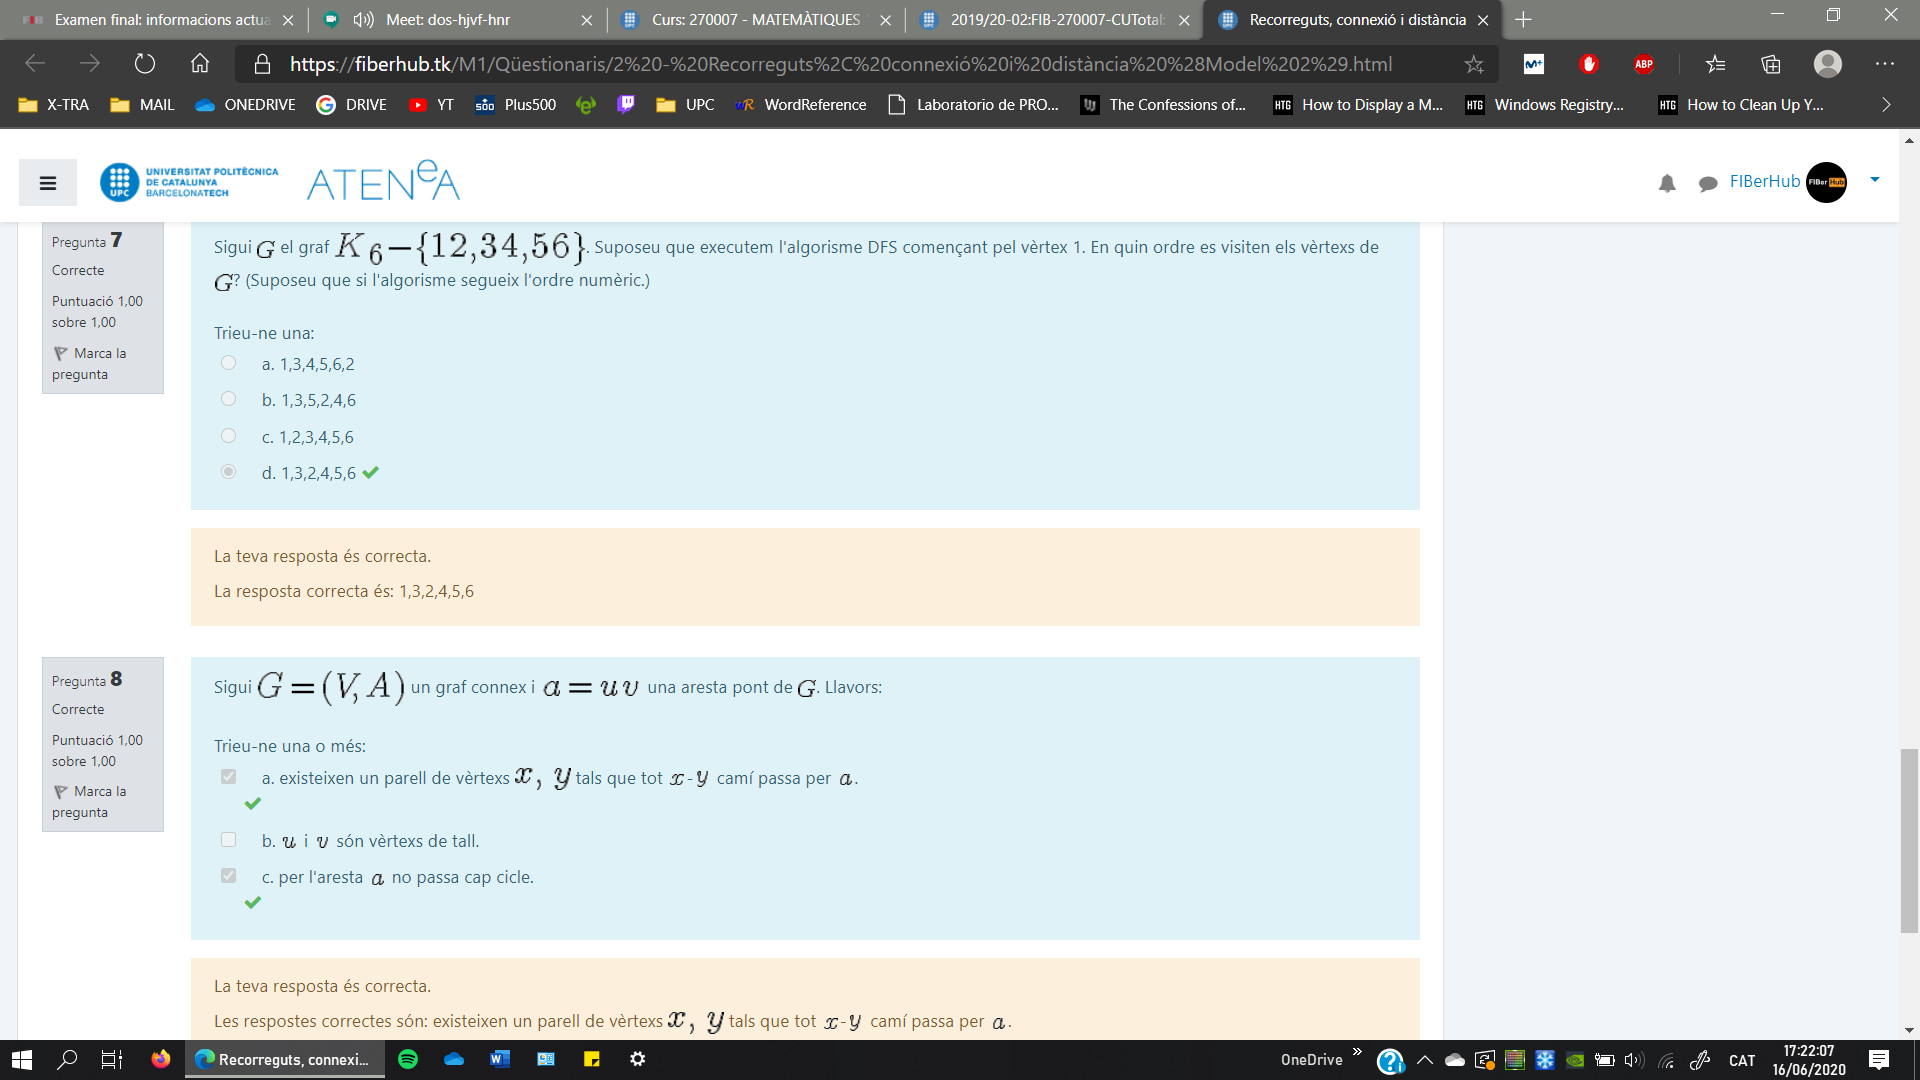 Examen final: informacions actua
Meet: dos-hjvf-hnr
Curs: 270007 - MATEMÀTIQUES
2019/20-02:FIB-270007-CUTotal:
Recorreguts, connexió i distància
https://fiberhub.tk/M1/Qüestionaris/2%20-%20Recorreguts%2C%20connexió%20i%20distància%20%28Model%202%29.html
X-TRA
MAIL
ONEDRIVE
DRIVE
YT
Plus500
UPC
WordReference
Laboratorio de PRO...
The Confessions of...
How to Display a M...
Windows Registry...
How to Clean Up Y...
UNIVERSITAT POLITÈCNICA
DE CATALUNYA
BARCELONATECH
UPC
ATENeA
FIBerHub
FIBer Hub
Pregunta 7
Correcte
Puntuació 1,00
sobre 1,00
Marca la
pregunta
Sigui G el graf K6−{12,34,56}. Suposeu que executem l'algorisme DFS començant pel vèrtex 1. En quin ordre es visiten els vèrtexs de
G? (Suposeu que si l'algorisme segueix l'ordre numèric.)
Trieu-ne una:
a. 1,3,4,5,6,2
b. 1,3,5,2,4,6
c. 1,2,3,4,5,6
d. 1,3,2,4,5,6
La teva resposta és correcta.
La resposta correcta és: 1,3,2,4,5,6
Pregunta 8
Correcte
Puntuació 1,00
sobre 1,00
Marca la
pregunta
Sigui G=(V,A) un graf connex i a=uv una aresta pont de G. Llavors:
Trieu-ne una o més:
a. existeixen un parell de vèrtexs x, y tals que tot x-y camí passa per a.
b. u i v són vèrtexs de tall.
c. per l'aresta a no passa cap cicle.
La teva resposta és correcta.
Les respostes correctes són: existeixen un parell de vèrtexs x, y tals que tot x-y camí passa per a.
Recorreguts, connexi...
OneDrive
CAT
17:22:07
16/06/2020